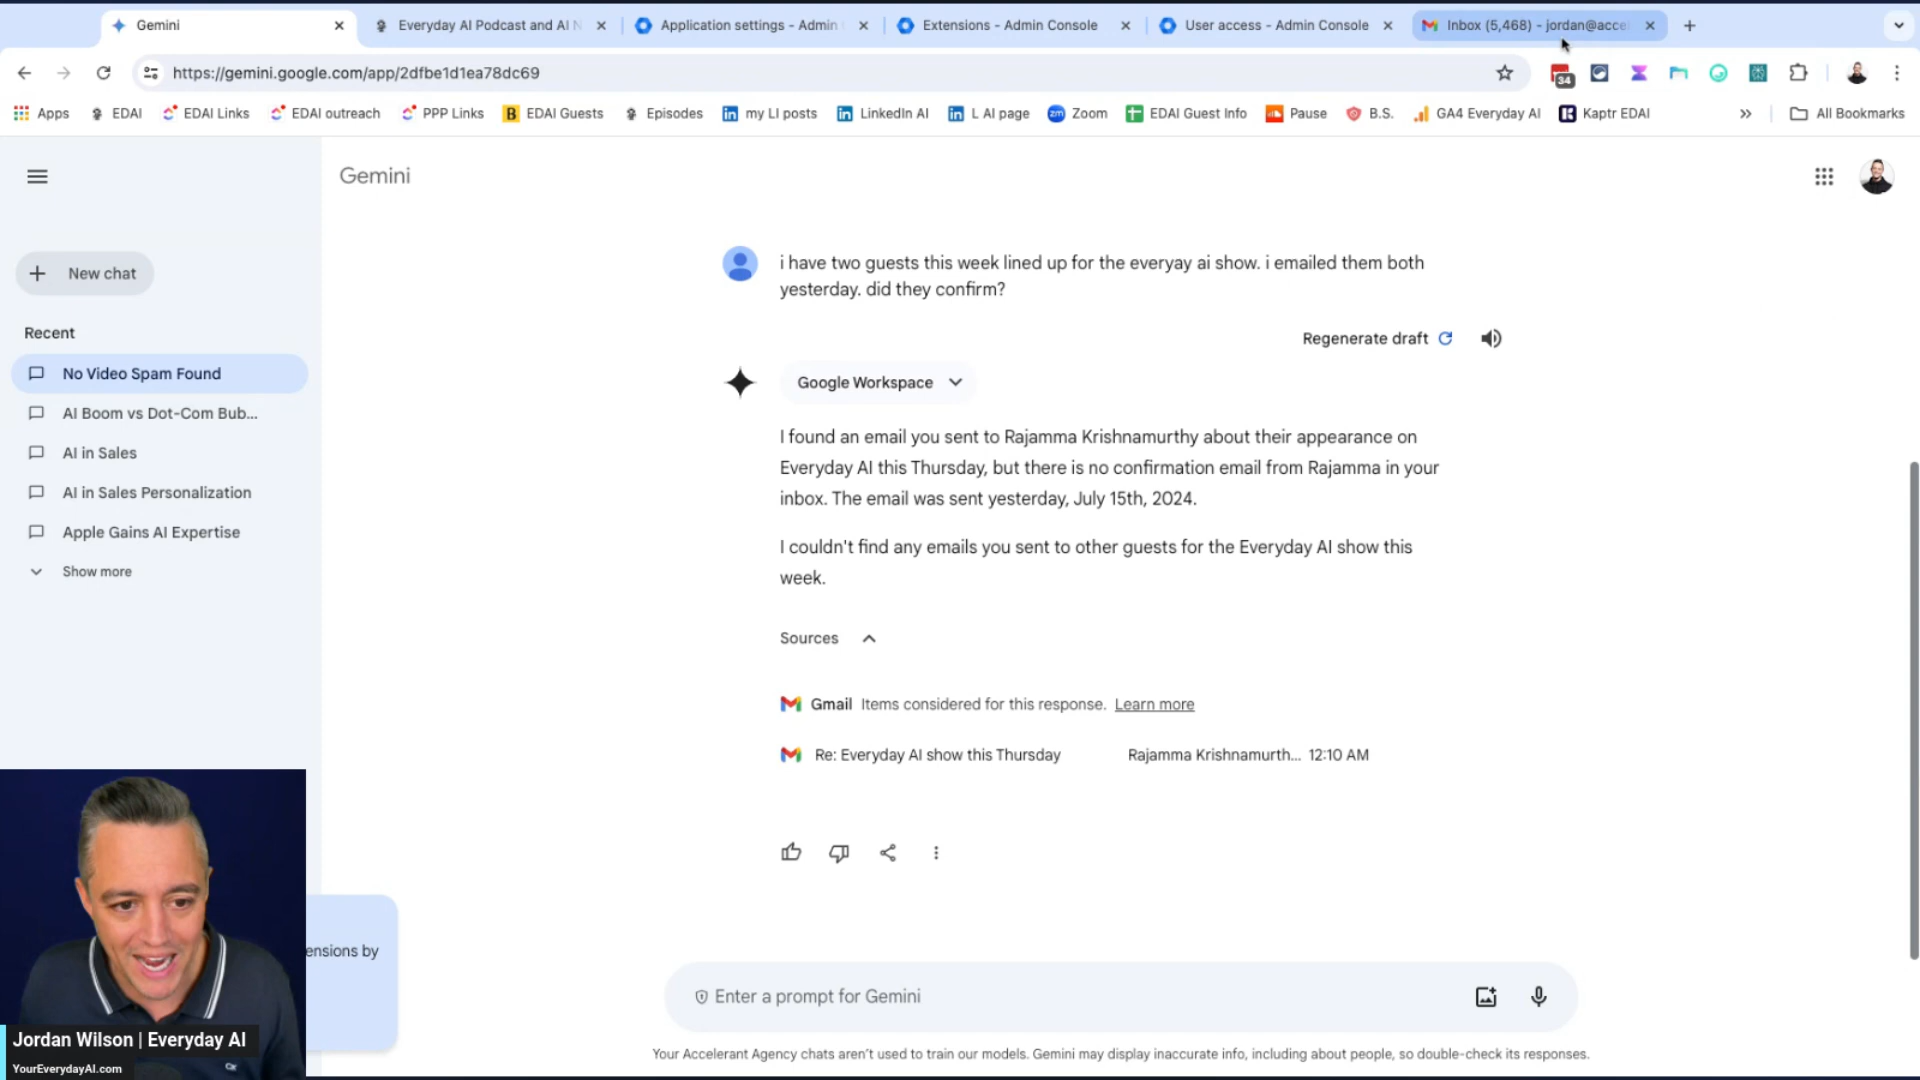 Gemini
Everyday AI Podcast and AI N
Application settings - Admin
Extensions - Admin Console
User access - Admin Console
Inbox (5,468) - jordan@acce
https://gemini.google.com/app/2dfbe1d1ea78dc69
34
Apps
EDAI
EDAI Links
EDAI outreach
PPP Links
B
EDAI Guests
Episodes
in
my LI posts
in
LinkedIn AI
in
L AI page
zm
Zoom
EDAI Guest Info
Pause
B.S.
GA4 Everyday AI
Kaptr EDAI
All Bookmarks
Gemini
New chat
Recent
No Video Spam Found
AI Boom vs Dot-Com Bub...
AI in Sales
AI in Sales Personalization
Apple Gains AI Expertise
Show more
i have two guests this week lined up for the everyay ai show. i emailed them both
yesterday. did they confirm?
Regenerate draft
Google Workspace
I found an email you sent to Rajamma Krishnamurthy about their appearance on
Everyday AI this Thursday, but there is no confirmation email from Rajamma in your
inbox. The email was sent yesterday, July 15th, 2024.
I couldn't find any emails you sent to other guests for the Everyday AI show this
week.
Sources
Gmail Items considered for this response. Learn more
Re: Everyday AI show this Thursday Rajamma Krishnamurth... 12:10 AM
ensions by
Enter a prompt for Gemini
Your Accelerant Agency chats aren't used to train our models. Gemini may display inaccurate info, including about people, so double-check its responses.
Jordan Wilson | Everyday AI
YourEverydayAI.com